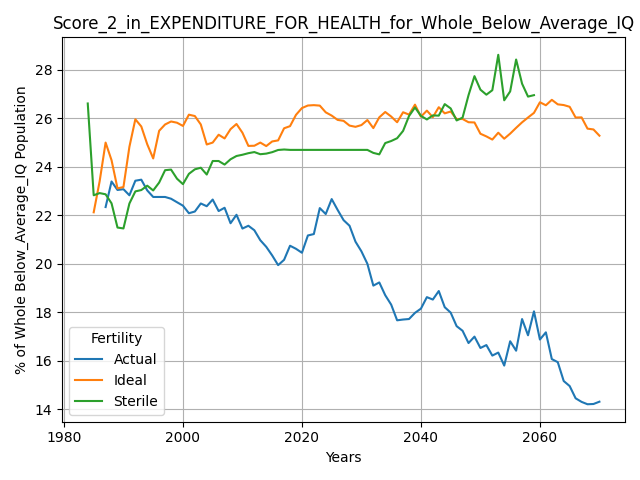 Score_2_in_EXPENDITURE_FOR_HEALTH_for_Whole_Below_Average_IQ
% of Whole Below_Average_IQ Population
28
26
24
22
20
18
16
14
Fertility
Actual
Ideal
Sterile
1980 2000 2020 2040 2060
Years